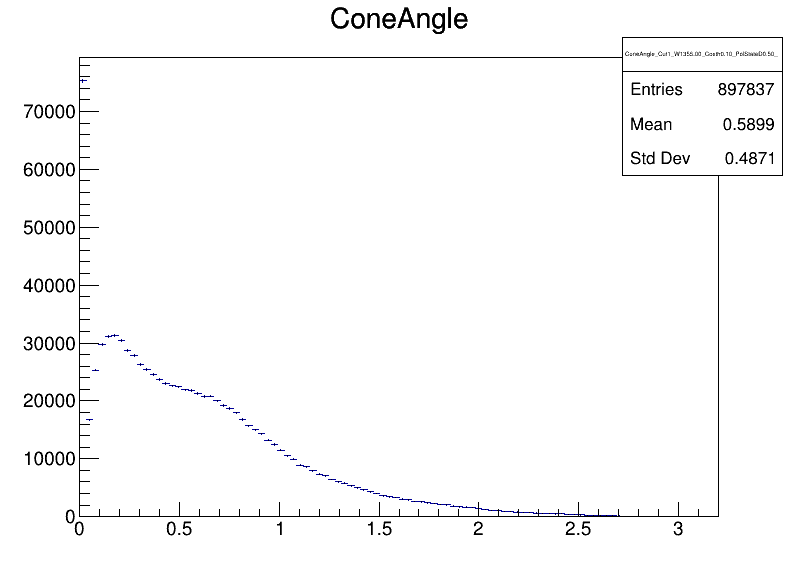 ConeAngle
ConeAngle_Cut1_W1355.00_Costh0.10_PolStateD0.50_
Entries 897837
Mean 0.5899
Std Dev 0.4871
70000
60000
50000
40000
30000
20000
10000
0
0 0.5 1 1.5 2 2.5 3